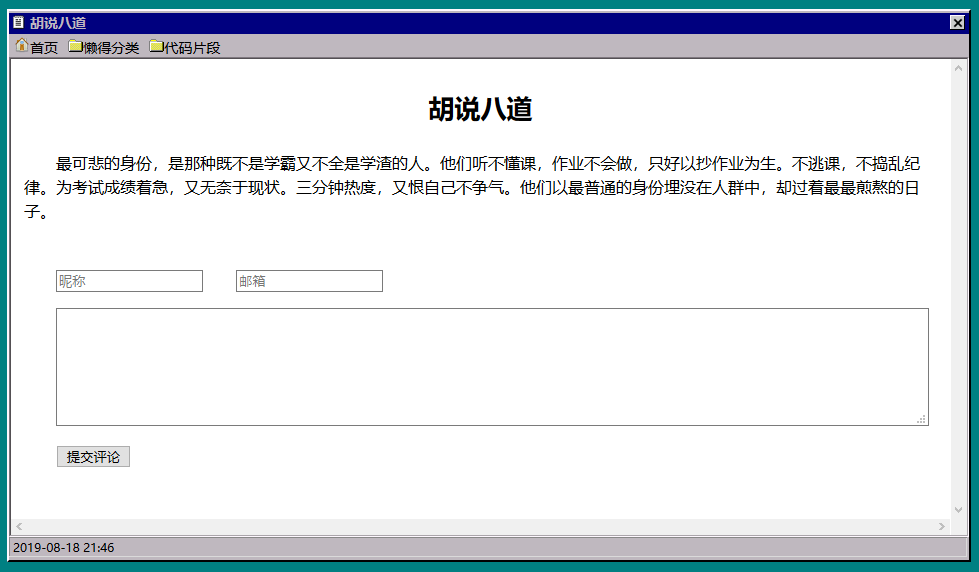 胡说八道
首页 懒得分类 代码片段
胡说八道
最可悲的身份，是那种既不是学霸又不全是学渣的人。他们听不懂课，作业不会做，只好以抄作业为生。不逃课，不捣乱纪
律。为考试成绩着急，又无奈于现状。三分钟热度，又恨自己不争气。他们以最普通的身份埋没在人群中，却过着最最煎熬的日
子。
昵称 邮箱
提交评论
2019-08-18 21:46